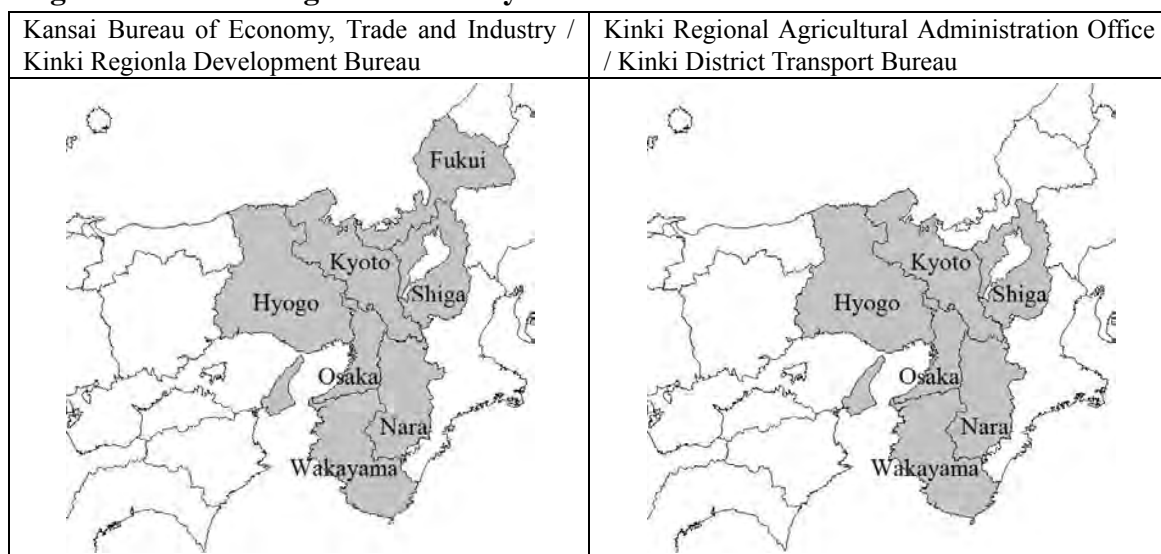 Kansai Bureau of Economy, Trade and Industry /
Kinki Regionla Development Bureau
Kinki Regional Agricultural Administration Office
/ Kinki District Transport Bureau
Fukui
Kyoto
Shiga
Hyogo
Osaka
Nara
Wakayama
Kyoto
Shiga
Hyogo
Osaka
Nara
Wakayama